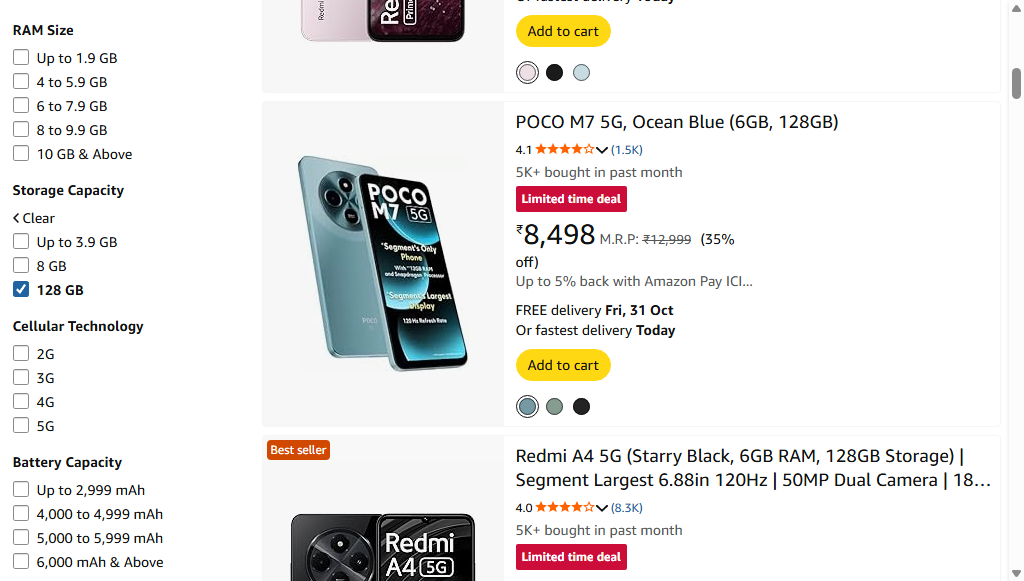 RAM Size
Up to 1.9 GB
4 to 5.9 GB
6 to 7.9 GB
8 to 9.9 GB
10 GB & Above
Storage Capacity
Clear
Up to 3.9 GB
8 GB
128 GB
Cellular Technology
2G
3G
4G
5G
Battery Capacity
Up to 2,999 mAh
4,000 to 4,999 mAh
5,000 to 5,999 mAh
6,000 mAh & Above
Redmi
Or fastest delivery Today
Add to cart
POCO
M7 5G
"Segment's Only
Phone
With "12GB RAM
and Snapdragon Processor
"Segment's Largest
Display
120 Hz Refresh Rate
POCO
POCO M7 5G, Ocean Blue (6GB, 128GB)
4.1 (1.5K)
5K+ bought in past month
Limited time deal
₹8,498 M.R.P: ₹12,999 (35%
off)
Up to 5% back with Amazon Pay ICI...
FREE delivery Fri, 31 Oct
Or fastest delivery Today
Add to cart
Best seller
Redmi
A4 5G
Redmi A4 5G (Starry Black, 6GB RAM, 128GB Storage) |
Segment Largest 6.88in 120Hz | 50MP Dual Camera | 18...
4.0 (8.3K)
5K+ bought in past month
Limited time deal